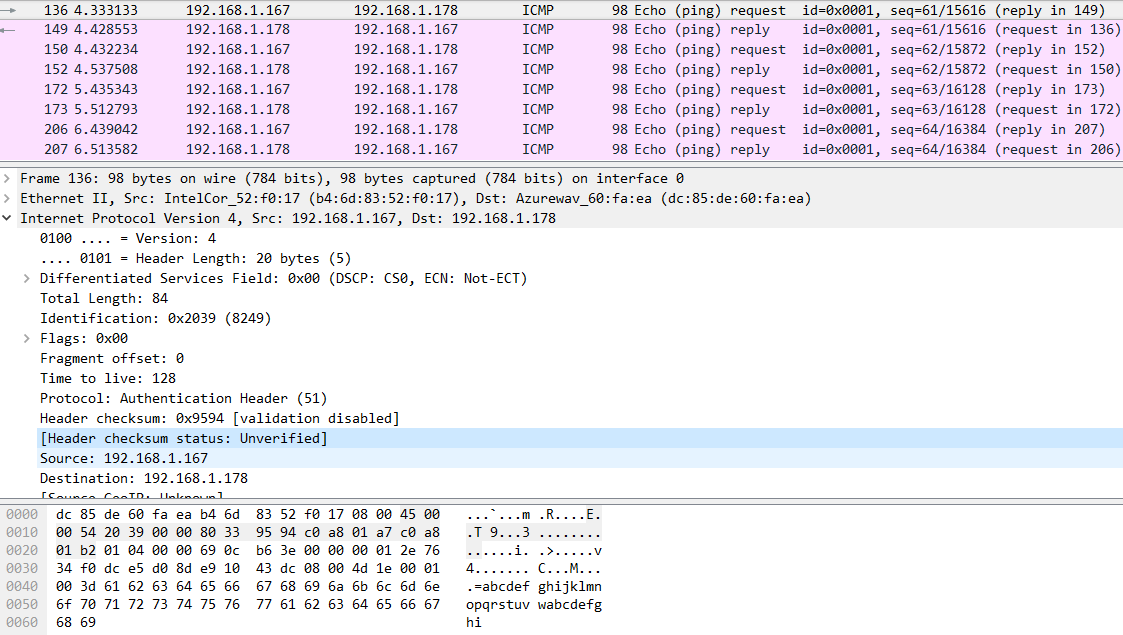 136 4.333133 192.168.1.167 192.168.1.178 ICMP 98 Echo (ping) request id=0x0001, seq=61/15616 (reply in 149)
149 4.428553 192.168.1.178 192.168.1.167 ICMP 98 Echo (ping) reply id=0x0001, seq=61/15616 (request in 136)
150 4.432234 192.168.1.167 192.168.1.178 ICMP 98 Echo (ping) request id=0x0001, seq=62/15872 (reply in 152)
152 4.537508 192.168.1.178 192.168.1.167 ICMP 98 Echo (ping) reply id=0x0001, seq=62/15872 (request in 150)
172 5.435343 192.168.1.167 192.168.1.178 ICMP 98 Echo (ping) request id=0x0001, seq=63/16128 (reply in 173)
173 5.512793 192.168.1.178 192.168.1.167 ICMP 98 Echo (ping) reply id=0x0001, seq=63/16128 (request in 172)
206 6.439042 192.168.1.167 192.168.1.178 ICMP 98 Echo (ping) request id=0x0001, seq=64/16384 (reply in 207)
207 6.513582 192.168.1.178 192.168.1.167 ICMP 98 Echo (ping) reply id=0x0001, seq=64/16384 (request in 206)
Frame 136: 98 bytes on wire (784 bits), 98 bytes captured (784 bits) on interface 0
Ethernet II, Src: IntelCor_52:f0:17 (b4:6d:83:52:f0:17), Dst: Azurewav_60:fa:ea (dc:85:de:60:fa:ea)
Internet Protocol Version 4, Src: 192.168.1.167, Dst: 192.168.1.178
0100 .... = Version: 4
.... 0101 = Header Length: 20 bytes (5)
Differentiated Services Field: 0x00 (DSCP: CS0, ECN: Not-ECT)
Total Length: 84
Identification: 0x2039 (8249)
Flags: 0x00
Fragment offset: 0
Time to live: 128
Protocol: Authentication Header (51)
Header checksum: 0x9594 [validation disabled]
[Header checksum status: Unverified]
Source: 192.168.1.167
Destination: 192.168.1.178
[Source GeoIP: Unknown]
0000 dc 85 de 60 fa ea b4 6d 83 52 f0 17 08 00 45 00 ...`...m .R....E.
0010 00 54 20 39 00 00 80 33 95 94 c0 a8 01 a7 c0 a8 .T 9...3 ........
0020 01 b2 01 04 00 00 69 0c b6 3e 00 00 00 01 2e 76 ......i. .>.....v
0030 34 f0 dc e5 d0 8d e9 10 43 dc 08 00 4d 1e 00 01 4....... C...M...
0040 00 3d 61 62 63 64 65 66 67 68 69 6a 6b 6c 6d 6e .=abcdef ghijklmn
0050 6f 70 71 72 73 74 75 76 77 61 62 63 64 65 66 67 opqrstuv wabcdefg
0060 68 69 hi